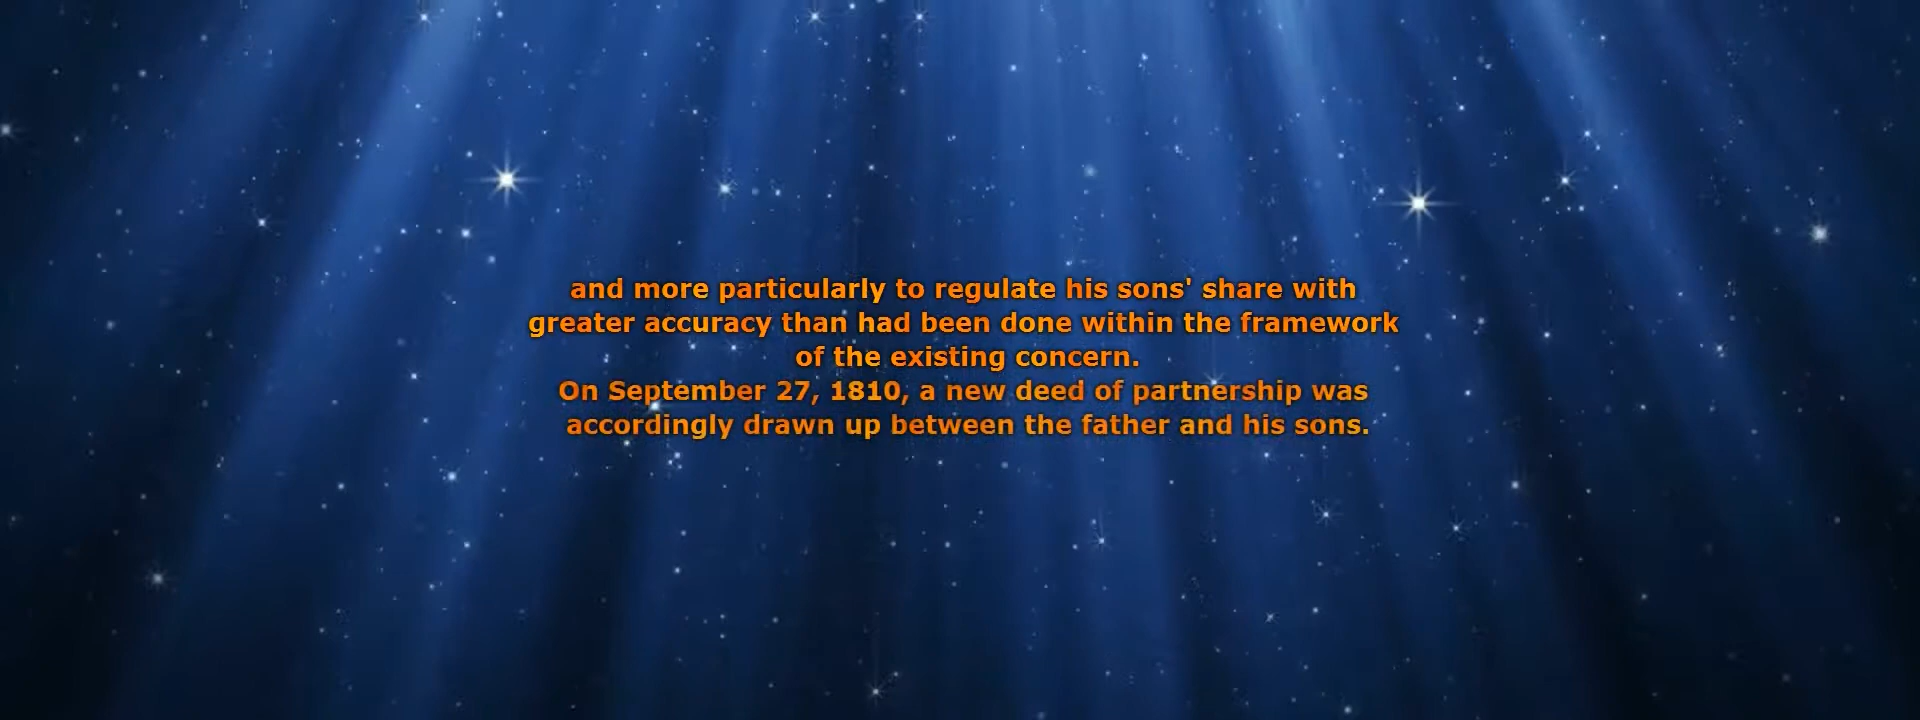 and more particularly to regulate his sons' share with
greater accuracy than had been done within the framework
of the existing concern.
On September 27, 1810, a new deed of partnership was
accordingly drawn up between the father and his sons.